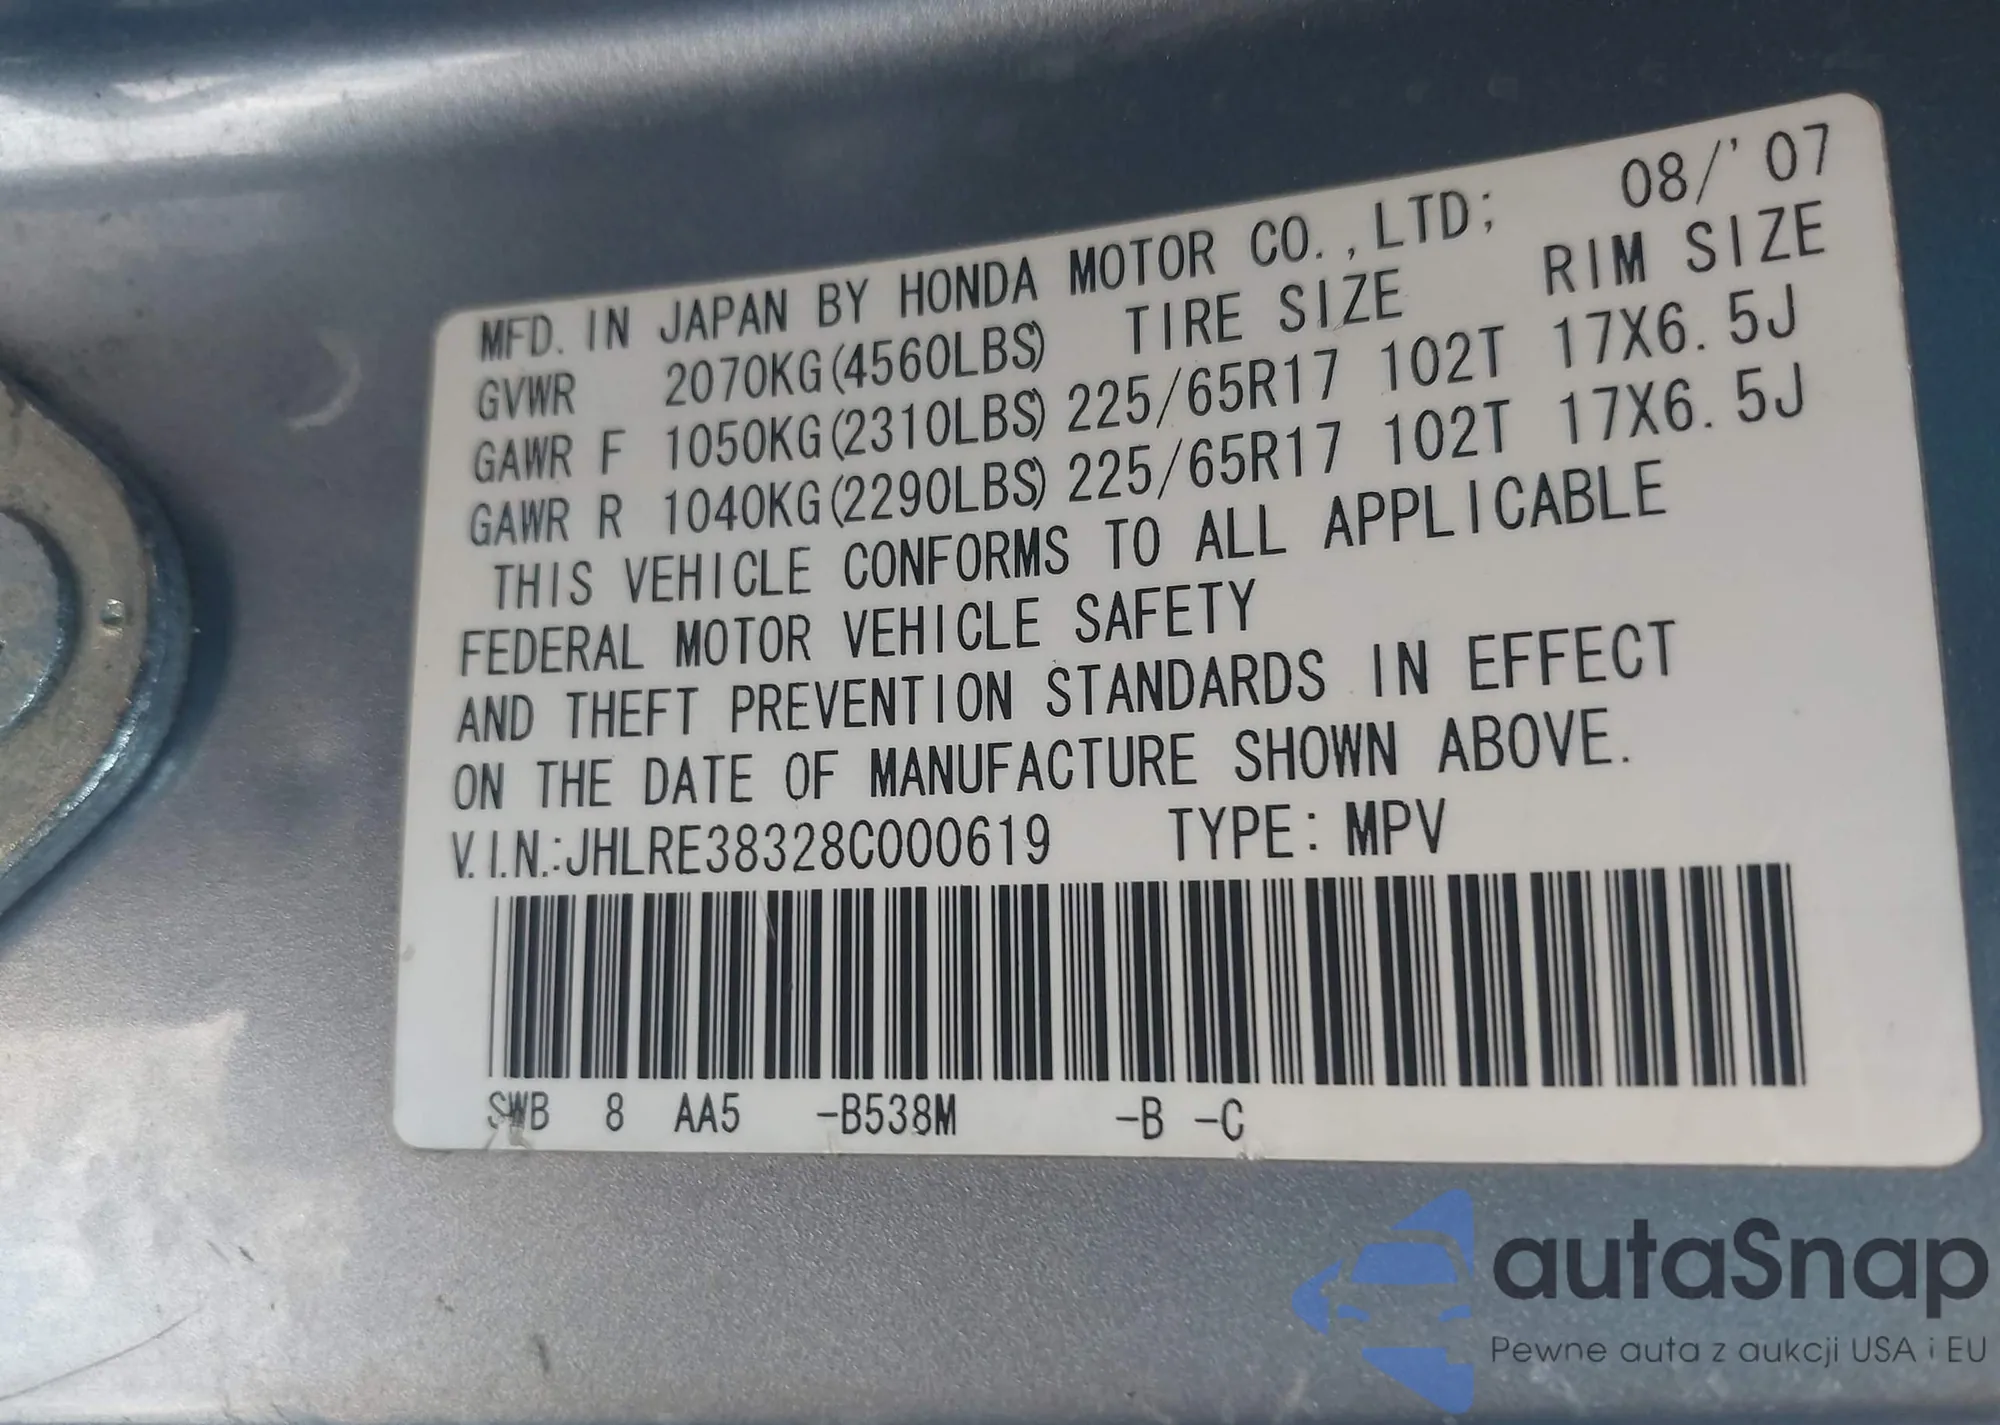 MFD. IN JAPAN BY HONDA MOTOR CO.,LTD; 08/'07
GVWR 2070KG(4560LBS) TIRE SIZE RIM SIZE
GAWR F 1050KG(2310LBS) 225/65R17 102T 17X6.5J
GAWR R 1040KG(2290LBS) 225/65R17 102T 17X6.5J
THIS VEHICLE CONFORMS TO ALL APPLICABLE
FEDERAL MOTOR VEHICLE SAFETY
AND THEFT PREVENTION STANDARDS IN EFFECT
ON THE DATE OF MANUFACTURE SHOWN ABOVE.
V.I.N.:JHLRE38328C000619 TYPE: MPV
SWB 8 AA5 -B538M -B -C
autaSnap
Pewne auta z aukcji USA i EU